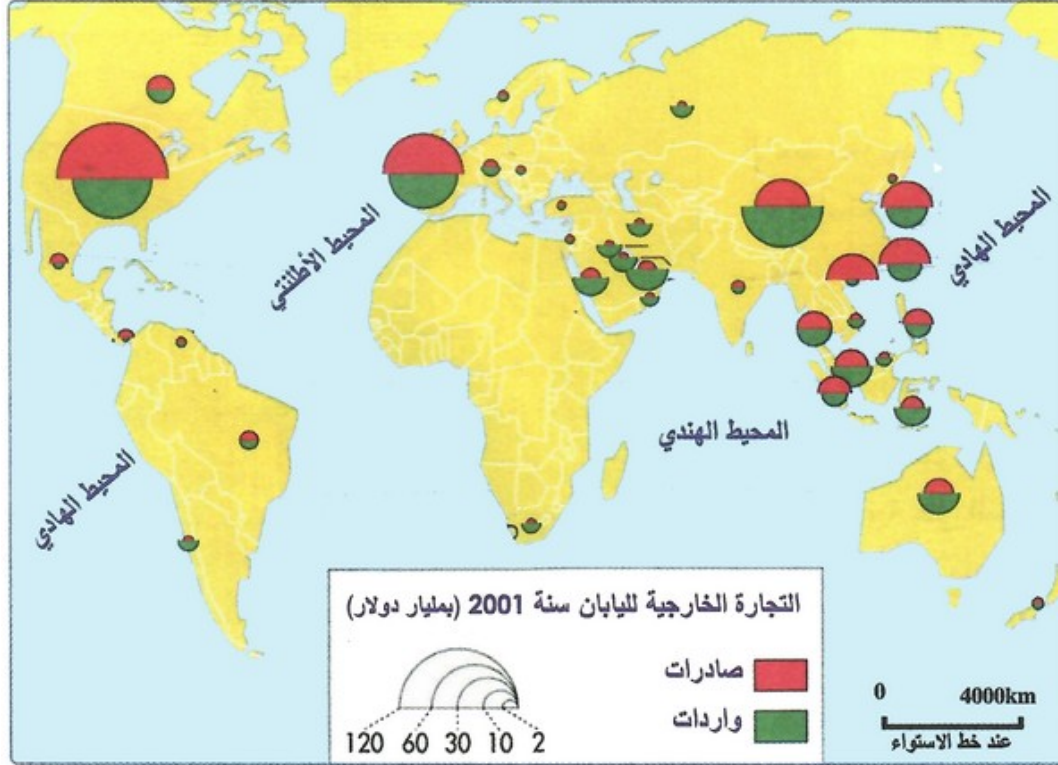 المحيط الهادي
المحيط الأطلنتي
المحيط الهندي
المحيط الهادي
التجارة الخارجية لليابان سنة 2001 (بمليار دولار)
صادرات
واردات
120 60 30 10 2
0 4000km
عند خط الاستواء